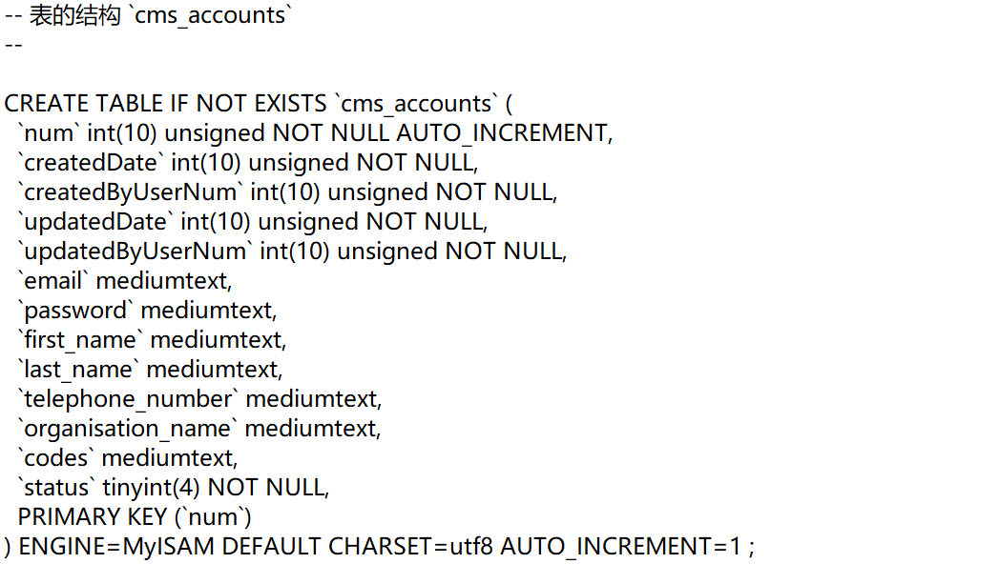 -- 表的结构 `cms_accounts`
--
CREATE TABLE IF NOT EXISTS `cms_accounts` (
`num` int(10) unsigned NOT NULL AUTO_INCREMENT,
`createdDate` int(10) unsigned NOT NULL,
`createdByUserNum` int(10) unsigned NOT NULL,
`updatedDate` int(10) unsigned NOT NULL,
`updatedByUserNum` int(10) unsigned NOT NULL,
`email` mediumtext,
`password` mediumtext,
`first_name` mediumtext,
`last_name` mediumtext,
`telephone_number` mediumtext,
`organisation_name` mediumtext,
`codes` mediumtext,
`status` tinyint(4) NOT NULL,
PRIMARY KEY (`num`)
) ENGINE=MyISAM DEFAULT CHARSET=utf8 AUTO_INCREMENT=1 ;